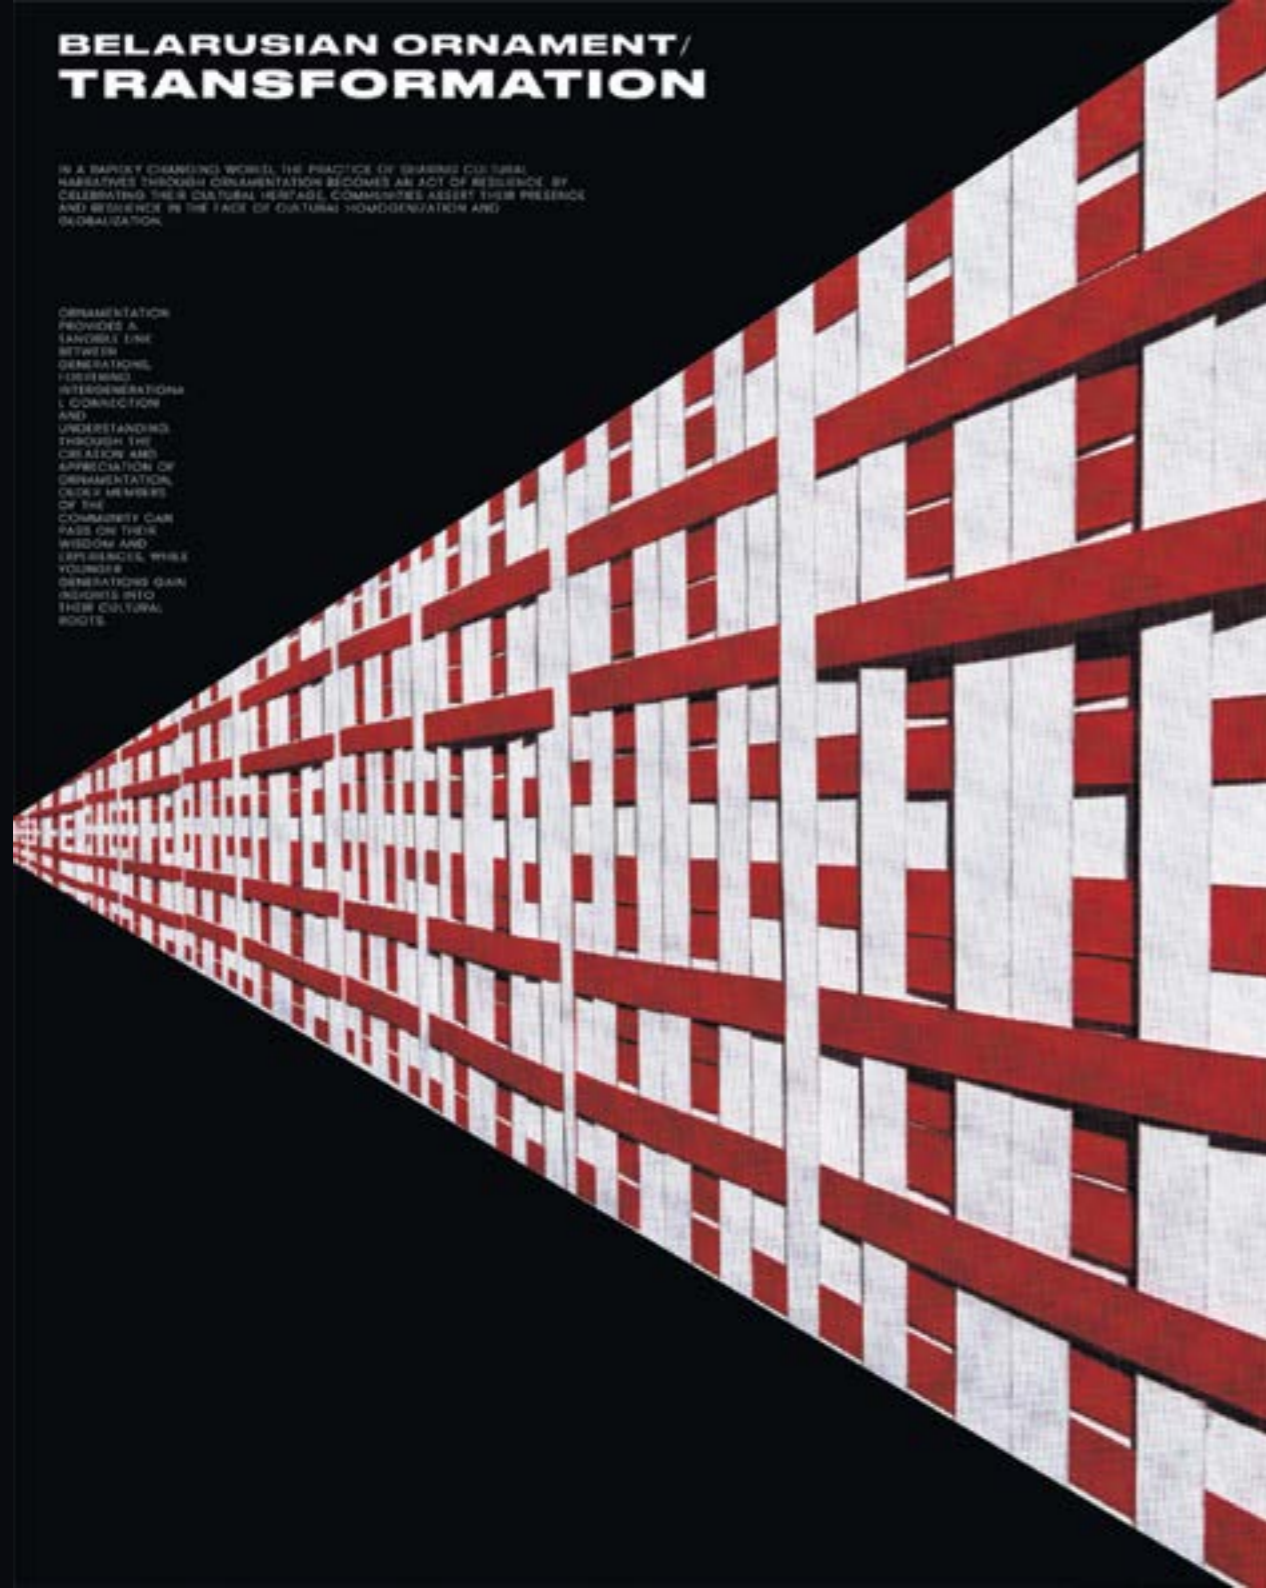 BELARUSIAN ORNAMENT/
TRANSFORMATION
IN A RAPIDLY CHANGING WORLD, THE PRACTICE OF SHARING CULTURAL
NARRATIVES THROUGH ORNAMENTATION BECOMES AN ACT OF RESILIENCE. BY
CELEBRATING THEIR CULTURAL HERITAGE, COMMUNITIES ASSERT THEIR PRESENCE
AND RESILIENCE IN THE FACE OF CULTURAL HOMOGENIZATION AND
GLOBALIZATION.
ORNAMENTATION
PROVIDES A
TANGIBLE LINK
BETWEEN
GENERATIONS,
FOSTERING
INTERGENERATIONA
L CONNECTION
AND
UNDERSTANDING.
THROUGH THE
CREATION AND
APPRECIATION OF
ORNAMENTATION,
OLDER MEMBERS
OF THE
COMMUNITY CAN
PASS ON THEIR
WISDOM AND
EXPERIENCES, WHILE
YOUNGER
GENERATIONS GAIN
INSIGHTS INTO
THEIR CULTURAL
ROOTS.